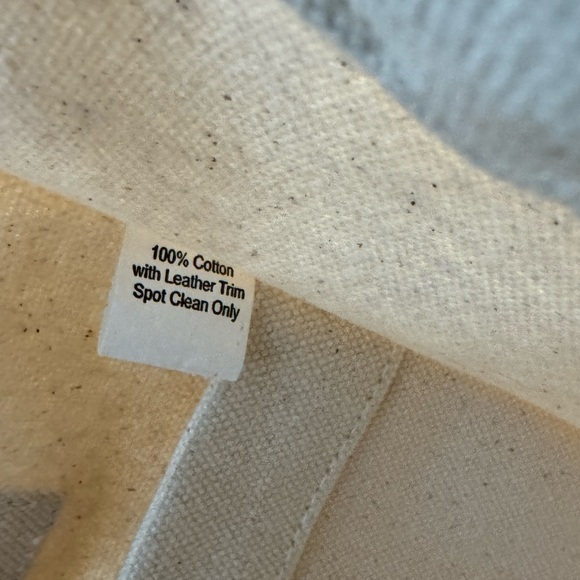 100% Cotton
with Leather Trim
Spot Clean Only